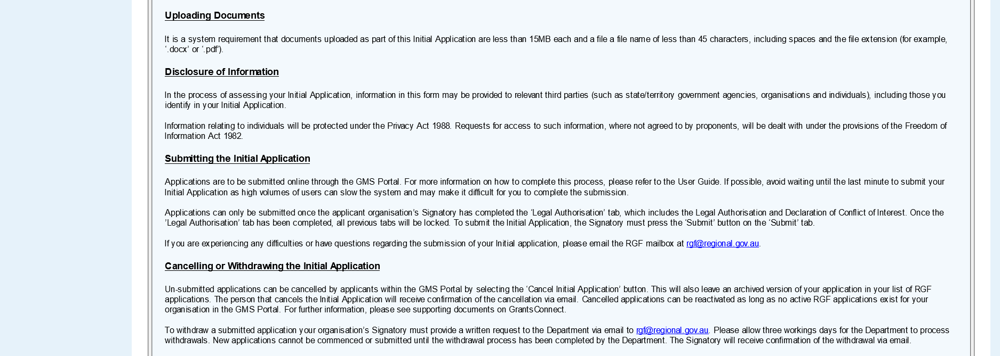 Uploading Documents
It is a system requirement that documents uploaded as part of this Initial Application are less than 15MB each and a file a file name of less than 45 characters, including spaces and the file extension (for example,
‘.docx’ or ‘.pdf’).
Disclosure of Information
In the process of assessing your Initial Application, information in this form may be provided to relevant third parties (such as state/territory government agencies, organisations and individuals), including those you
identify in your Initial Application.
Information relating to individuals will be protected under the Privacy Act 1988. Requests for access to such information, where not agreed to by proponents, will be dealt with under the provisions of the Freedom of
Information Act 1982.
Submitting the Initial Application
Applications are to be submitted online through the GMS Portal. For more information on how to complete this process, please refer to the User Guide. If possible, avoid waiting until the last minute to submit your
Initial Application as high volumes of users can slow the system and may make it difficult for you to complete the submission.
Applications can only be submitted once the applicant organisation’s Signatory has completed the ‘Legal Authorisation’ tab, which includes the Legal Authorisation and Declaration of Conflict of Interest. Once the
’Legal Authorisation’ tab has been completed, all previous tabs will be locked. To submit the Initial Application, the Signatory must press the ‘Submit’ button on the ‘Submit’ tab.
If you are experiencing any difficulties or have questions regarding the submission of your Initial application, please email the RGF mailbox at rgf@regional.gov.au.
Cancelling or Withdrawing the Initial Application
Un-submitted applications can be cancelled by applicants within the GMS Portal by selecting the ‘Cancel Initial Application’ button. This will also leave an archived version of your application in your list of RGF
applications. The person that cancels the Initial Application will receive confirmation of the cancellation via email. Cancelled applications can be reactivated as long as no active RGF applications exist for your
organisation in the GMS Portal. For further information, please see supporting documents on GrantsConnect.
To withdraw a submitted application your organisation’s Signatory must provide a written request to the Department via email to rgf@regional.gov.au. Please allow three workings days for the Department to process
withdrawals. New applications cannot be commenced or submitted until the withdrawal process has been completed by the Department. The Signatory will receive confirmation of the withdrawal via email.